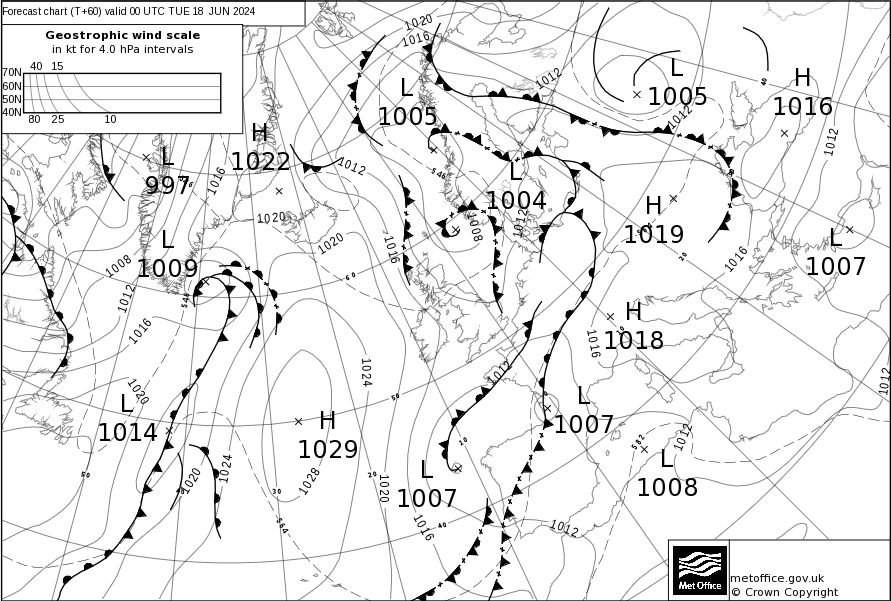 Forecast chart (T+60) valid 00 UTC TUE 18 JUN 2024
Geostrophic wind scale
in kt for 4.0 hPa intervals
40 15
70N
60N
50N
40N
80 25 10
1020
1016
1012
L
1005
L
1005
H
1016
40
1012
1012
H
1022
L
997
1016
1012
546
L
1004
H
1019
1020
1008
1012
1016
1020
L
1009
1008
60
20
1016
L
1007
546
1012
1016
H
1018
10
1016
1012
1024
1012
1020
50
L
1014
H
1029
L
1007
10
582
1012
L
1008
50
1020
1024
30
1028
20
1020
L
1007
564
1016
40
1012
Met Office
metoffice.gov.uk
© Crown Copyright